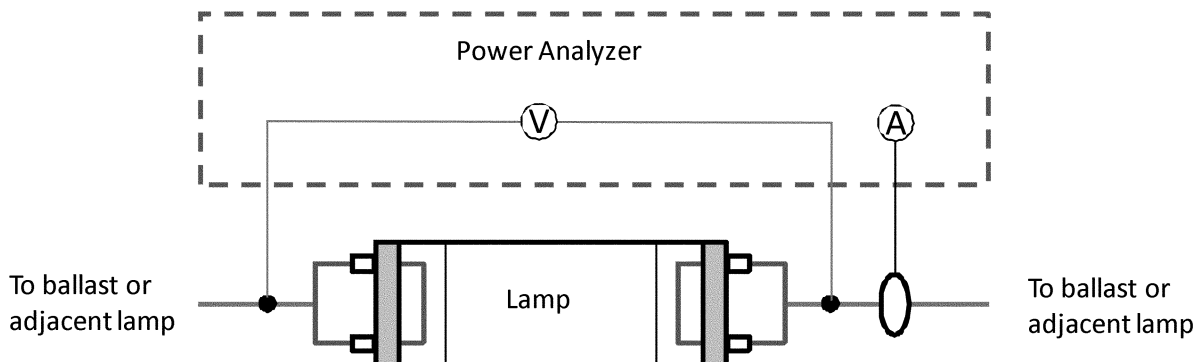 Power Analyzer
V
A
To ballast or
adjacent lamp
Lamp
To ballast or
adjacent lamp